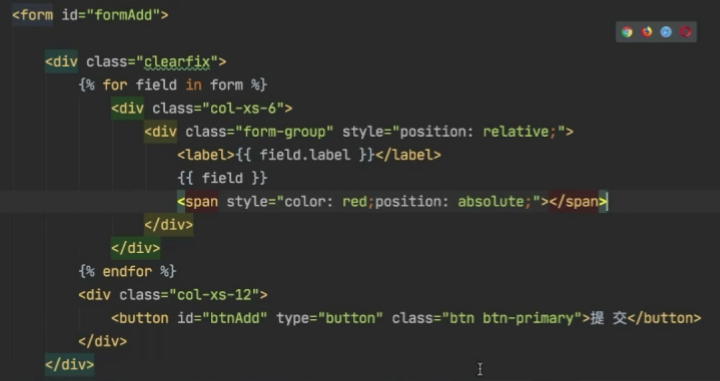 <form id="formAdd">
<div class="clearfix">
{% for field in form %}
<div class="col-xs-6">
<div class="form-group" style="position: relative;">
<label>{{ field.label }}</label>
{{ field }}
<span style="color: red;position: absolute;"></span>
</div>
</div>
{% endfor %}
<div class="col-xs-12">
<button id="btnAdd" type="button" class="btn btn-primary">提 交</button>
</div>
</div>